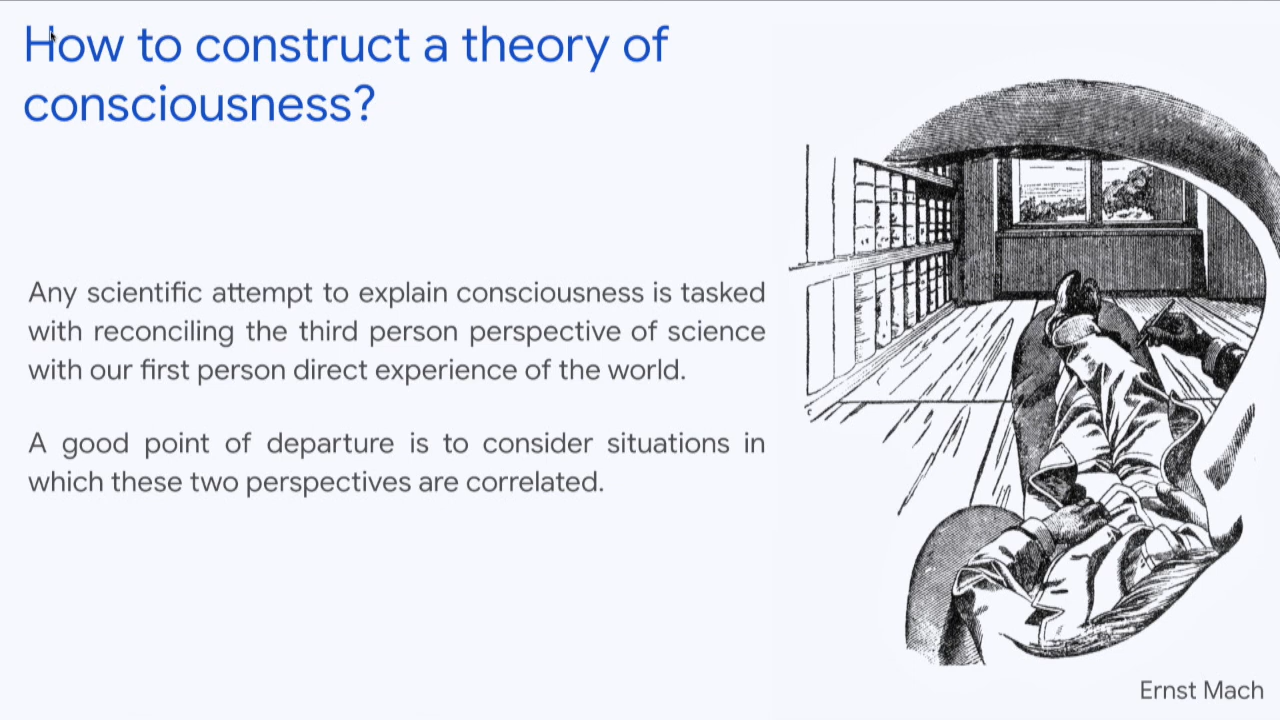 How to construct a theory of
consciousness?
Any scientific attempt to explain consciousness is tasked
with reconciling the third person perspective of science
with our first person direct experience of the world.
A good point of departure is to consider situations in
which these two perspectives are correlated.
Ernst Mach